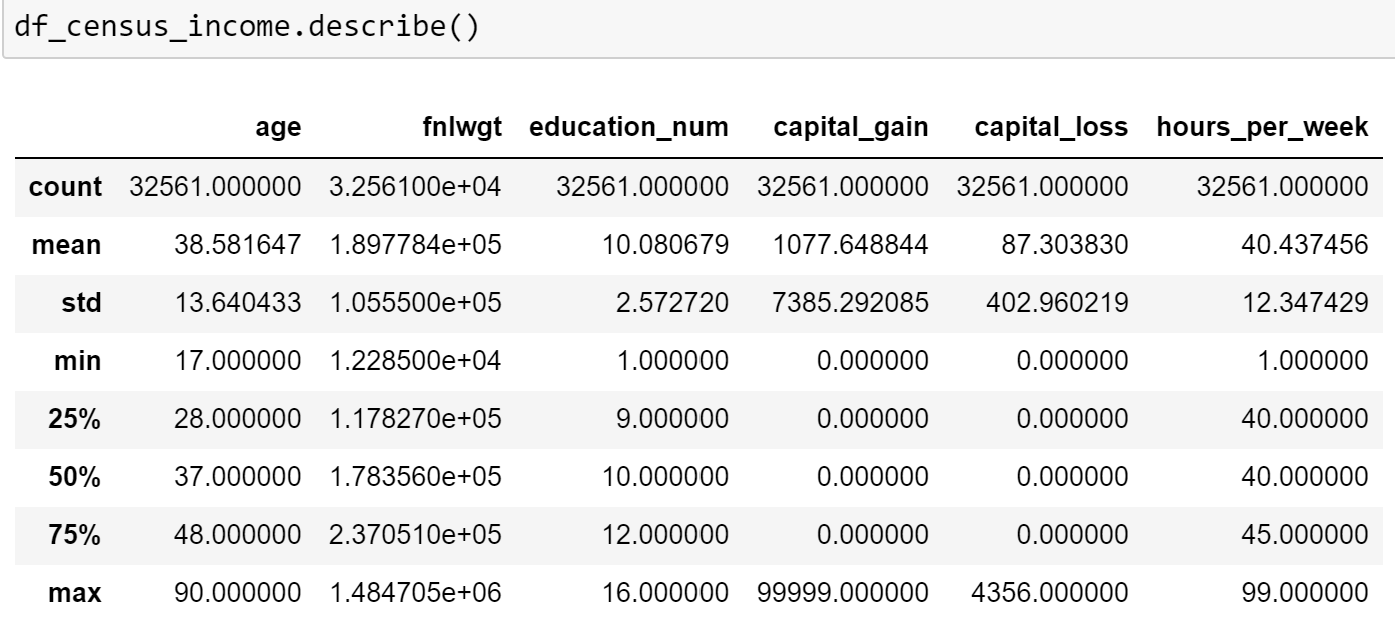 df_census_income.describe()
age fnlwgt education_num capital_gain capital_loss hours_per_week
count 32561.000000 3.256100e+04 32561.000000 32561.000000 32561.000000 32561.000000
mean 38.581647 1.897784e+05 10.080679 1077.648844 87.303830 40.437456
std 13.640433 1.055500e+05 2.572720 7385.292085 402.960219 12.347429
min 17.000000 1.228500e+04 1.000000 0.000000 0.000000 1.000000
25% 28.000000 1.178270e+05 9.000000 0.000000 0.000000 40.000000
50% 37.000000 1.783560e+05 10.000000 0.000000 0.000000 40.000000
75% 48.000000 2.370510e+05 12.000000 0.000000 0.000000 45.000000
max 90.000000 1.484705e+06 16.000000 99999.000000 4356.000000 99.000000